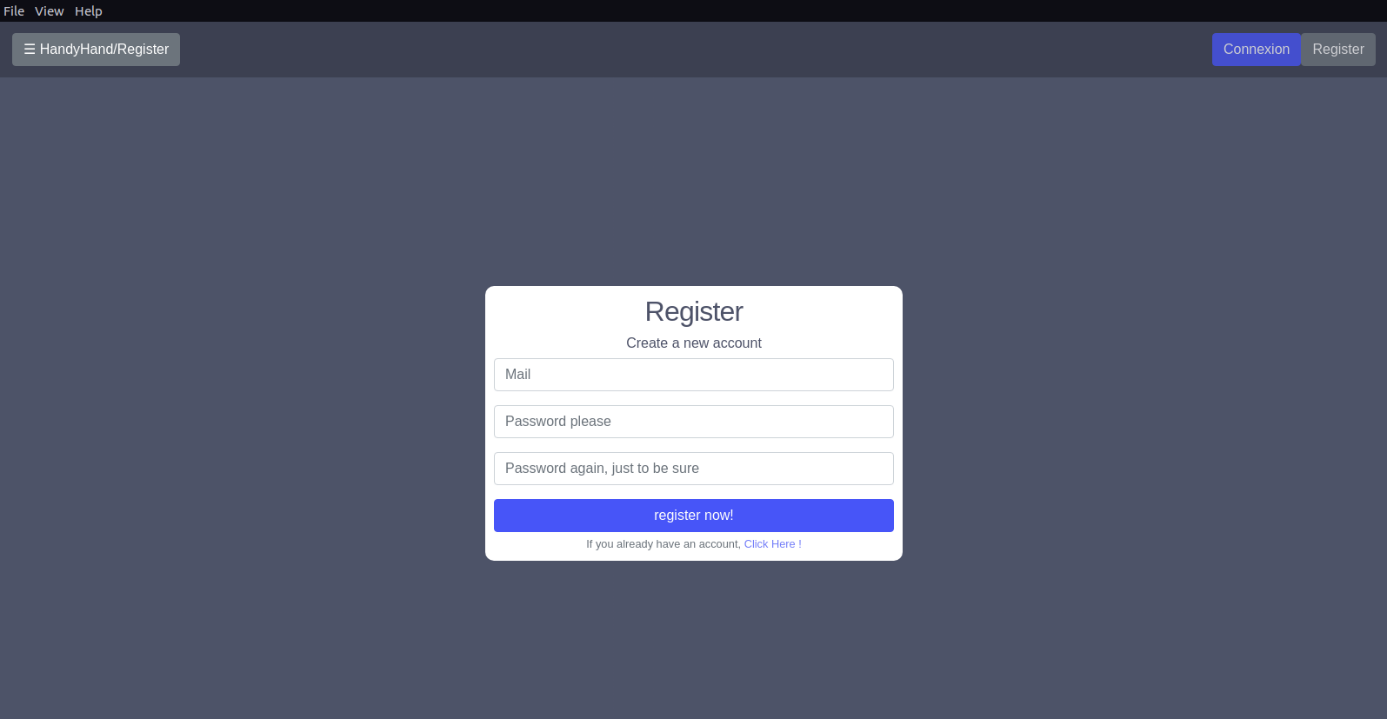 File View Help
☰ HandyHand/Register Connexion Register
Register
Create a new account
Mail
Password please
Password again, just to be sure
register now!
If you already have an account, Click Here !